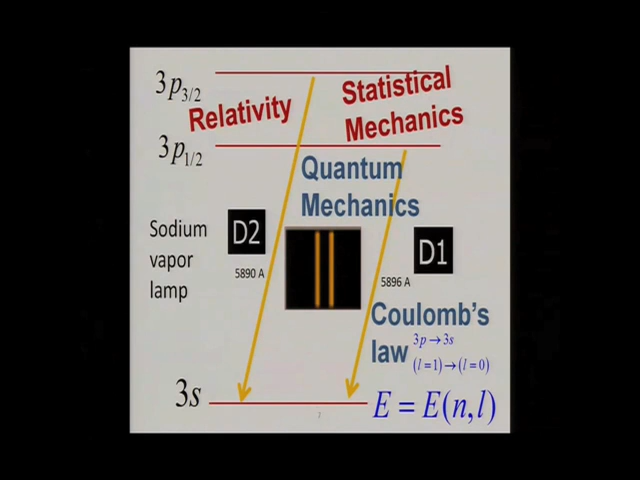 3p3/2
Relativity
Statistical
Mechanics
3p1/2
Quantum
Mechanics
Sodium
vapor
lamp
D2
5890 A
D1
5896 A
Coulomb's
law
3p → 3s
(l = 1) → (l = 0)
3s
E = E(n, l)
7